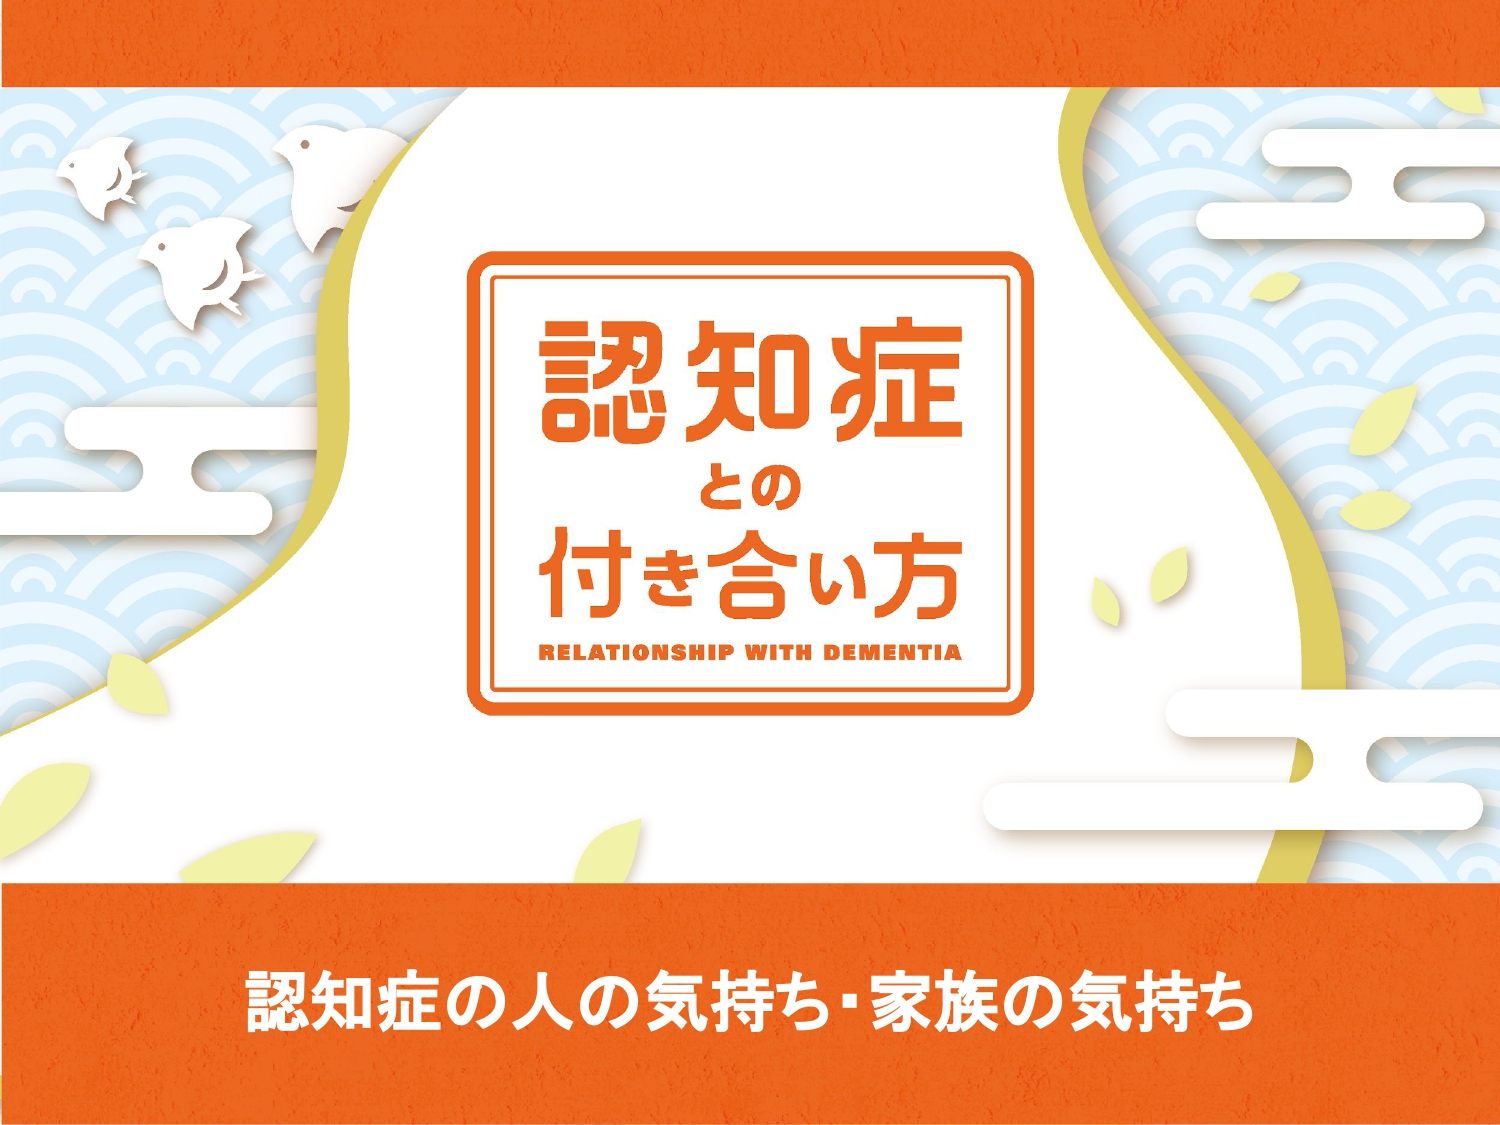 認知症
との
付き合い方
RELATIONSHIP WITH DEMENTIA
認知症の人の気持ち・家族の気持ち